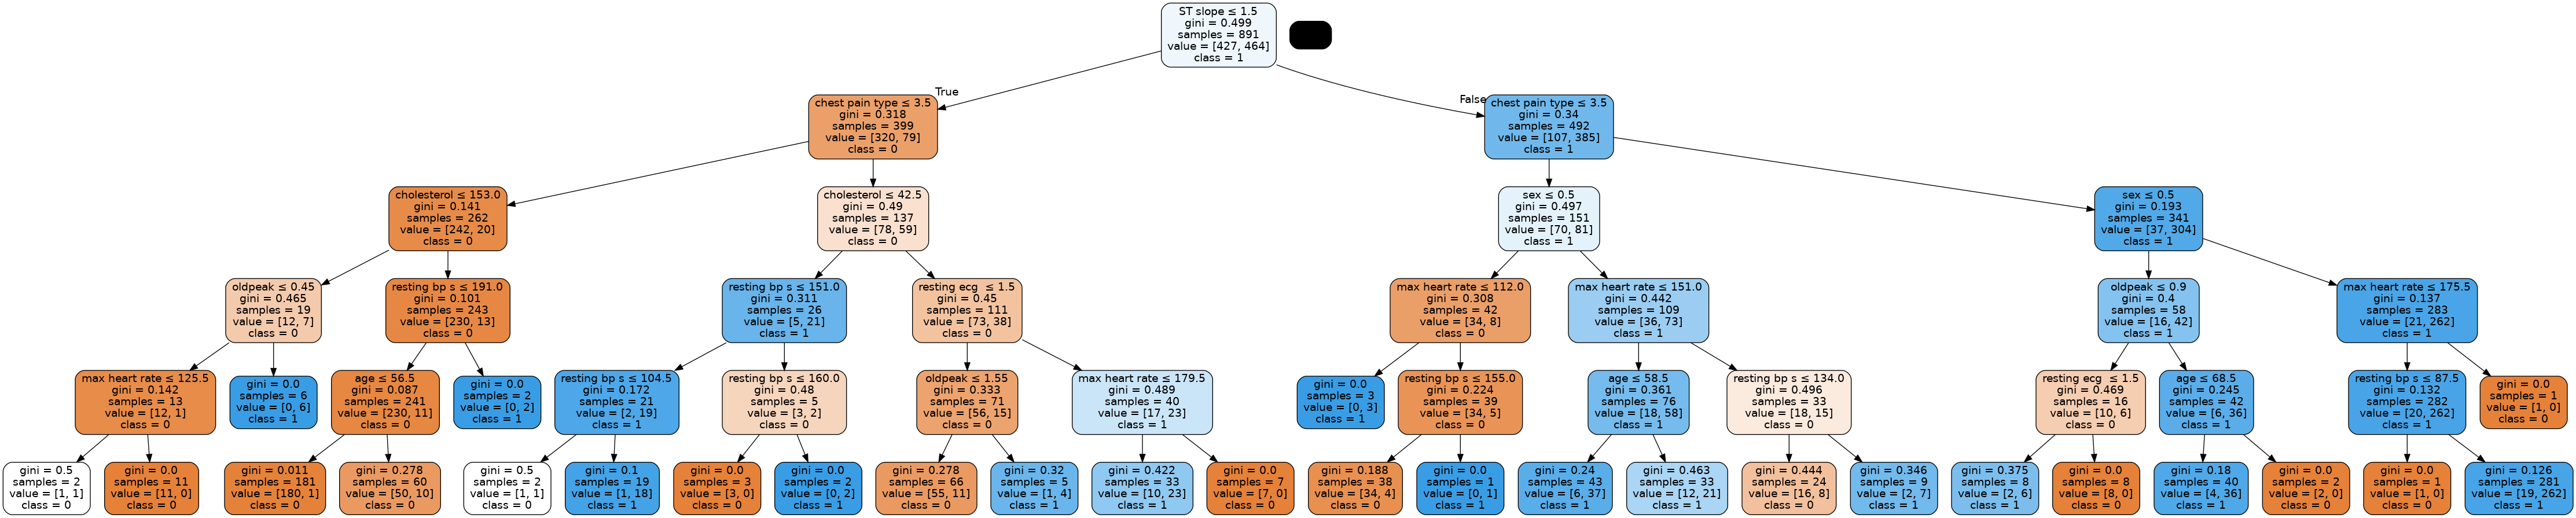 ST slope ≤ 1.5
gini = 0.499
samples = 891
value = [427, 464]
class = 1
True
False
chest pain type ≤ 3.5
gini = 0.318
samples = 399
value = [320, 79]
class = 0
chest pain type ≤ 3.5
gini = 0.34
samples = 492
value = [107, 385]
class = 1
cholesterol ≤ 153.0
gini = 0.141
samples = 262
value = [242, 20]
class = 0
cholesterol ≤ 42.5
gini = 0.49
samples = 137
value = [78, 59]
class = 0
sex ≤ 0.5
gini = 0.497
samples = 151
value = [70, 81]
class = 1
sex ≤ 0.5
gini = 0.193
samples = 341
value = [37, 304]
class = 1
oldpeak ≤ 0.45
gini = 0.465
samples = 19
value = [12, 7]
class = 0
resting bp s ≤ 191.0
gini = 0.101
samples = 243
value = [230, 13]
class = 0
resting bp s ≤ 151.0
gini = 0.311
samples = 26
value = [5, 21]
class = 1
resting ecg  ≤ 1.5
gini = 0.45
samples = 111
value = [73, 38]
class = 0
max heart rate ≤ 112.0
gini = 0.308
samples = 42
value = [34, 8]
class = 0
max heart rate ≤ 151.0
gini = 0.442
samples = 109
value = [36, 73]
class = 1
oldpeak ≤ 0.9
gini = 0.4
samples = 58
value = [16, 42]
class = 1
max heart rate ≤ 175.5
gini = 0.137
samples = 283
value = [21, 262]
class = 1
max heart rate ≤ 125.5
gini = 0.142
samples = 13
value = [12, 1]
class = 0
gini = 0.0
samples = 6
value = [0, 6]
class = 1
age ≤ 56.5
gini = 0.087
samples = 241
value = [230, 11]
class = 0
gini = 0.0
samples = 2
value = [0, 2]
class = 1
resting bp s ≤ 104.5
gini = 0.172
samples = 21
value = [2, 19]
class = 1
resting bp s ≤ 160.0
gini = 0.48
samples = 5
value = [3, 2]
class = 0
oldpeak ≤ 1.55
gini = 0.333
samples = 71
value = [56, 15]
class = 0
max heart rate ≤ 179.5
gini = 0.489
samples = 40
value = [17, 23]
class = 1
gini = 0.0
samples = 3
value = [0, 3]
class = 1
resting bp s ≤ 155.0
gini = 0.224
samples = 39
value = [34, 5]
class = 0
age ≤ 58.5
gini = 0.361
samples = 76
value = [18, 58]
class = 1
resting bp s ≤ 134.0
gini = 0.496
samples = 33
value = [18, 15]
class = 0
resting ecg  ≤ 1.5
gini = 0.469
samples = 16
value = [10, 6]
class = 0
age ≤ 68.5
gini = 0.245
samples = 42
value = [6, 36]
class = 1
resting bp s ≤ 87.5
gini = 0.132
samples = 282
value = [20, 262]
class = 1
gini = 0.0
samples = 1
value = [1, 0]
class = 0
gini = 0.5
samples = 2
value = [1, 1]
class = 0
gini = 0.0
samples = 11
value = [11, 0]
class = 0
gini = 0.011
samples = 181
value = [180, 1]
class = 0
gini = 0.278
samples = 60
value = [50, 10]
class = 0
gini = 0.5
samples = 2
value = [1, 1]
class = 0
gini = 0.1
samples = 19
value = [1, 18]
class = 1
gini = 0.0
samples = 3
value = [3, 0]
class = 0
gini = 0.0
samples = 2
value = [0, 2]
class = 1
gini = 0.278
samples = 66
value = [55, 11]
class = 0
gini = 0.32
samples = 5
value = [1, 4]
class = 1
gini = 0.422
samples = 33
value = [10, 23]
class = 1
gini = 0.0
samples = 7
value = [7, 0]
class = 0
gini = 0.188
samples = 38
value = [34, 4]
class = 0
gini = 0.0
samples = 1
value = [0, 1]
class = 1
gini = 0.24
samples = 43
value = [6, 37]
class = 1
gini = 0.463
samples = 33
value = [12, 21]
class = 1
gini = 0.444
samples = 24
value = [16, 8]
class = 0
gini = 0.346
samples = 9
value = [2, 7]
class = 1
gini = 0.375
samples = 8
value = [2, 6]
class = 1
gini = 0.0
samples = 8
value = [8, 0]
class = 0
gini = 0.18
samples = 40
value = [4, 36]
class = 1
gini = 0.0
samples = 2
value = [2, 0]
class = 0
gini = 0.0
samples = 1
value = [1, 0]
class = 0
gini = 0.126
samples = 281
value = [19, 262]
class = 1